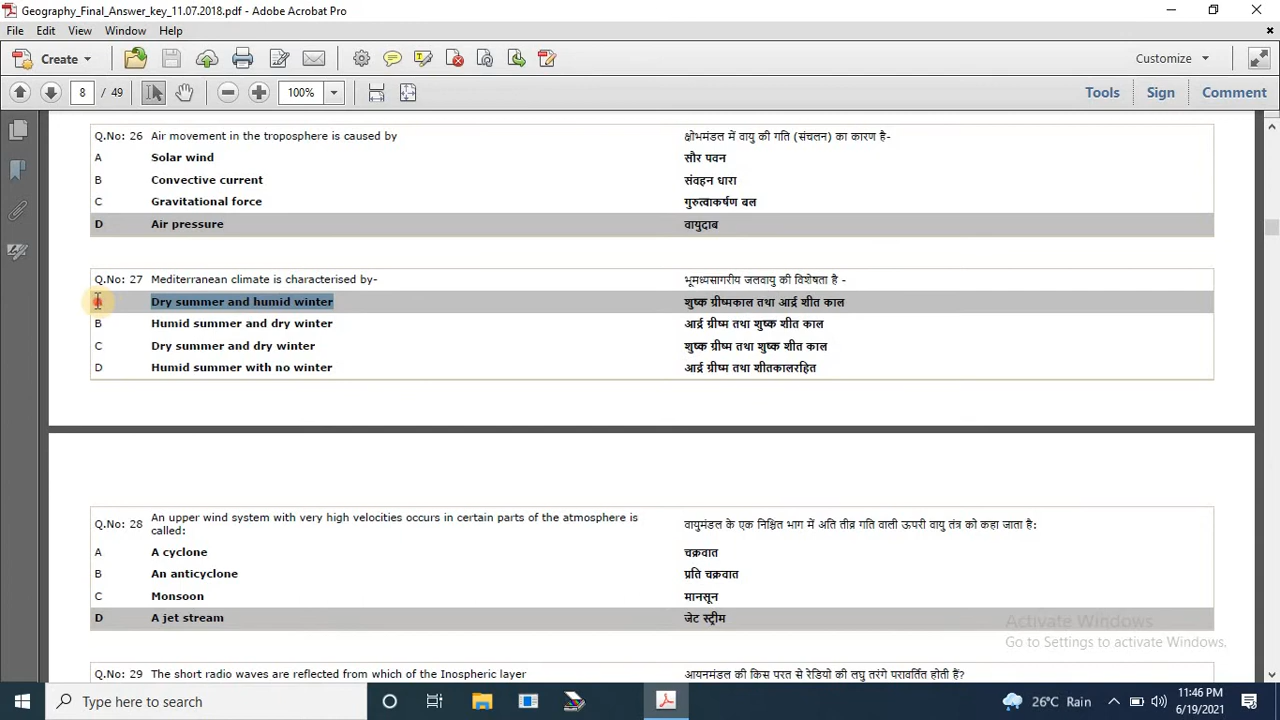 Geography_Final_Answer_key_11.07.2018.pdf - Adobe Acrobat Pro
File Edit View Window Help
Create
Customize
8 / 49
100%
Tools Sign Comment
Q.No: 26 Air movement in the troposphere is caused by क्षोभमंडल में वायु की गति (संचलन) का कारण है-
A Solar wind सौर पवन
B Convective current संवहन धारा
C Gravitational force गुरुत्वाकर्षण बल
D Air pressure वायुदाब
Q.No: 27 Mediterranean climate is characterised by- भूमध्यसागरीय जलवायु की विशेषता है -
Dry summer and humid winter शुष्क ग्रीष्मकाल तथा आर्द्र शीत काल
B Humid summer and dry winter आर्द्र ग्रीष्म तथा शुष्क शीत काल
C Dry summer and dry winter शुष्क ग्रीष्म तथा शुष्क शीत काल
D Humid summer with no winter आर्द्र ग्रीष्म तथा शीतकालरहित
Q.No: 28 An upper wind system with very high velocities occurs in certain parts of the atmosphere is called: वायुमंडल के एक निश्चित भाग में अति तीव्र गति वाली ऊपरी वायु तंत्र को कहा जाता है:
A A cyclone चक्रवात
B An anticyclone प्रति चक्रवात
C Monsoon मानसून
D A jet stream जेट स्ट्रीम
Activate Windows
Go to Settings to activate Windows.
Q.No: 29 The short radio waves are reflected from which of the Inospheric layer आयनमंडल की किस परत से रेडियो की लघु तरंगे परावर्तित होती हैं?
Type here to search
26°C Rain
11:46 PM
6/19/2021